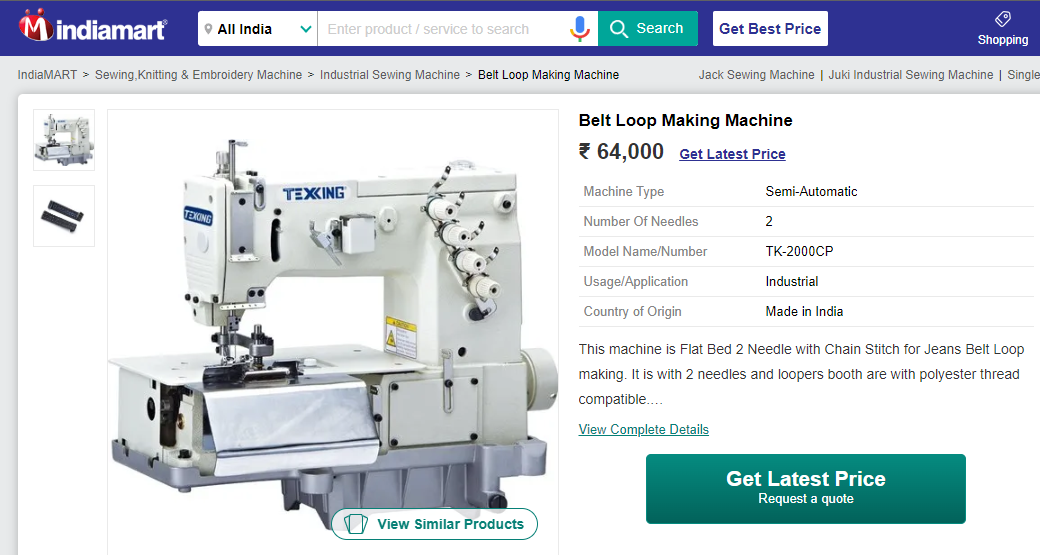 indiamart
All India
Enter product / service to search
Search
Get Best Price
Shopping
IndiaMART > Sewing,Knitting & Embroidery Machine > Industrial Sewing Machine > Belt Loop Making Machine
Jack Sewing Machine | Juki Industrial Sewing Machine | Single
TEXKING
TEXKING
Belt Loop Making Machine
₹ 64,000 Get Latest Price
Machine Type Semi-Automatic
Number Of Needles 2
Model Name/Number TK-2000CP
Usage/Application Industrial
Country of Origin Made in India
This machine is Flat Bed 2 Needle with Chain Stitch for Jeans Belt Loop
making. It is with 2 needles and loopers booth are with polyester thread
compatible....
View Complete Details
Get Latest Price
Request a quote
View Similar Products